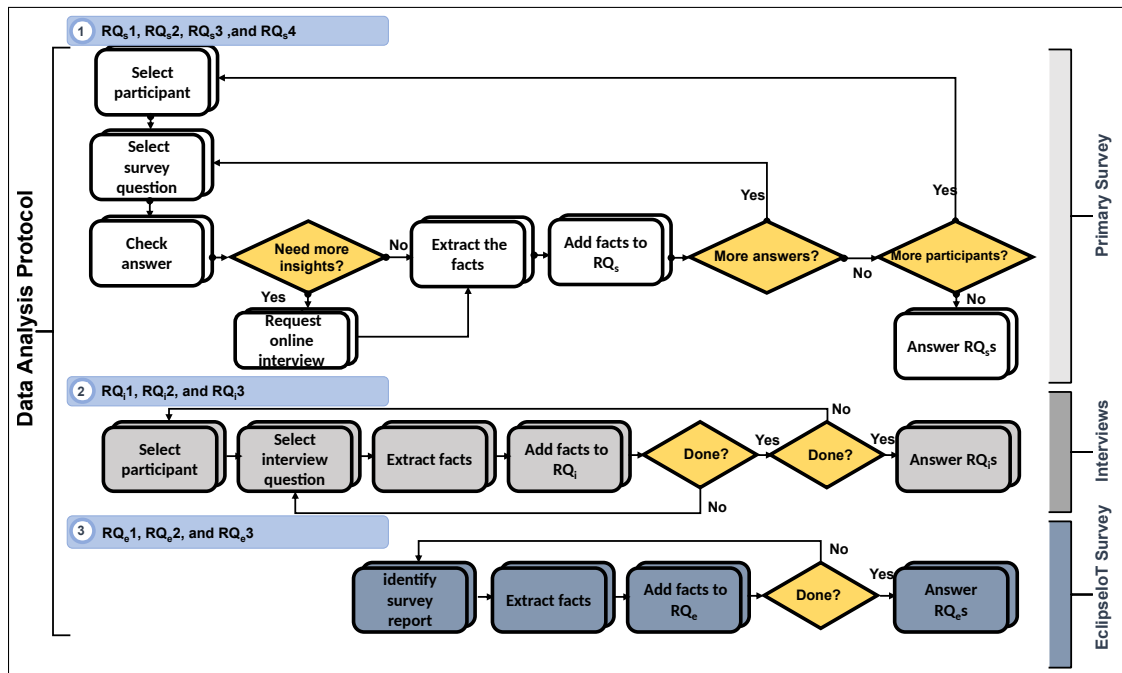 Data Analysis Protocol
1 RQs1, RQs2, RQs3 ,and RQs4
Select
participant
Select
survey
question
Check
answer
Need more
insights?
No
Yes
Request
online
interview
Extract the
facts
Add facts to
RQs
More answers?
Yes
No
More participants?
Yes
No
Answer RQss
Primary Survey
2 RQi1, RQi2, and RQi3
Select
participant
Select
interview
question
Extract facts
Add facts to
RQi
Done?
No
Yes
Done?
No
Yes
Answer RQis
Interviews
3 RQe1, RQe2, and RQe3
identify
survey
report
Extract facts
Add facts to
RQe
Done?
No
Yes
Answer
RQes
EclipseIoT Survey